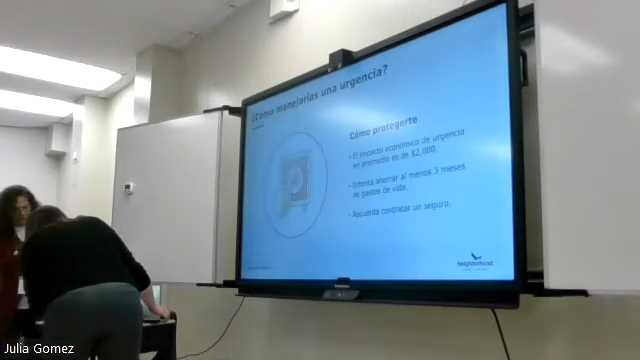 ¿Cómo manejarías una urgencia?
Cómo protegerte
• El impacto económico de urgencia
en promedio es de $2,000.
• Intenta ahorrar al menos 3 meses
de gastos de vida.
• Recuerda contratar un seguro.
Neighborhood
Julia Gomez